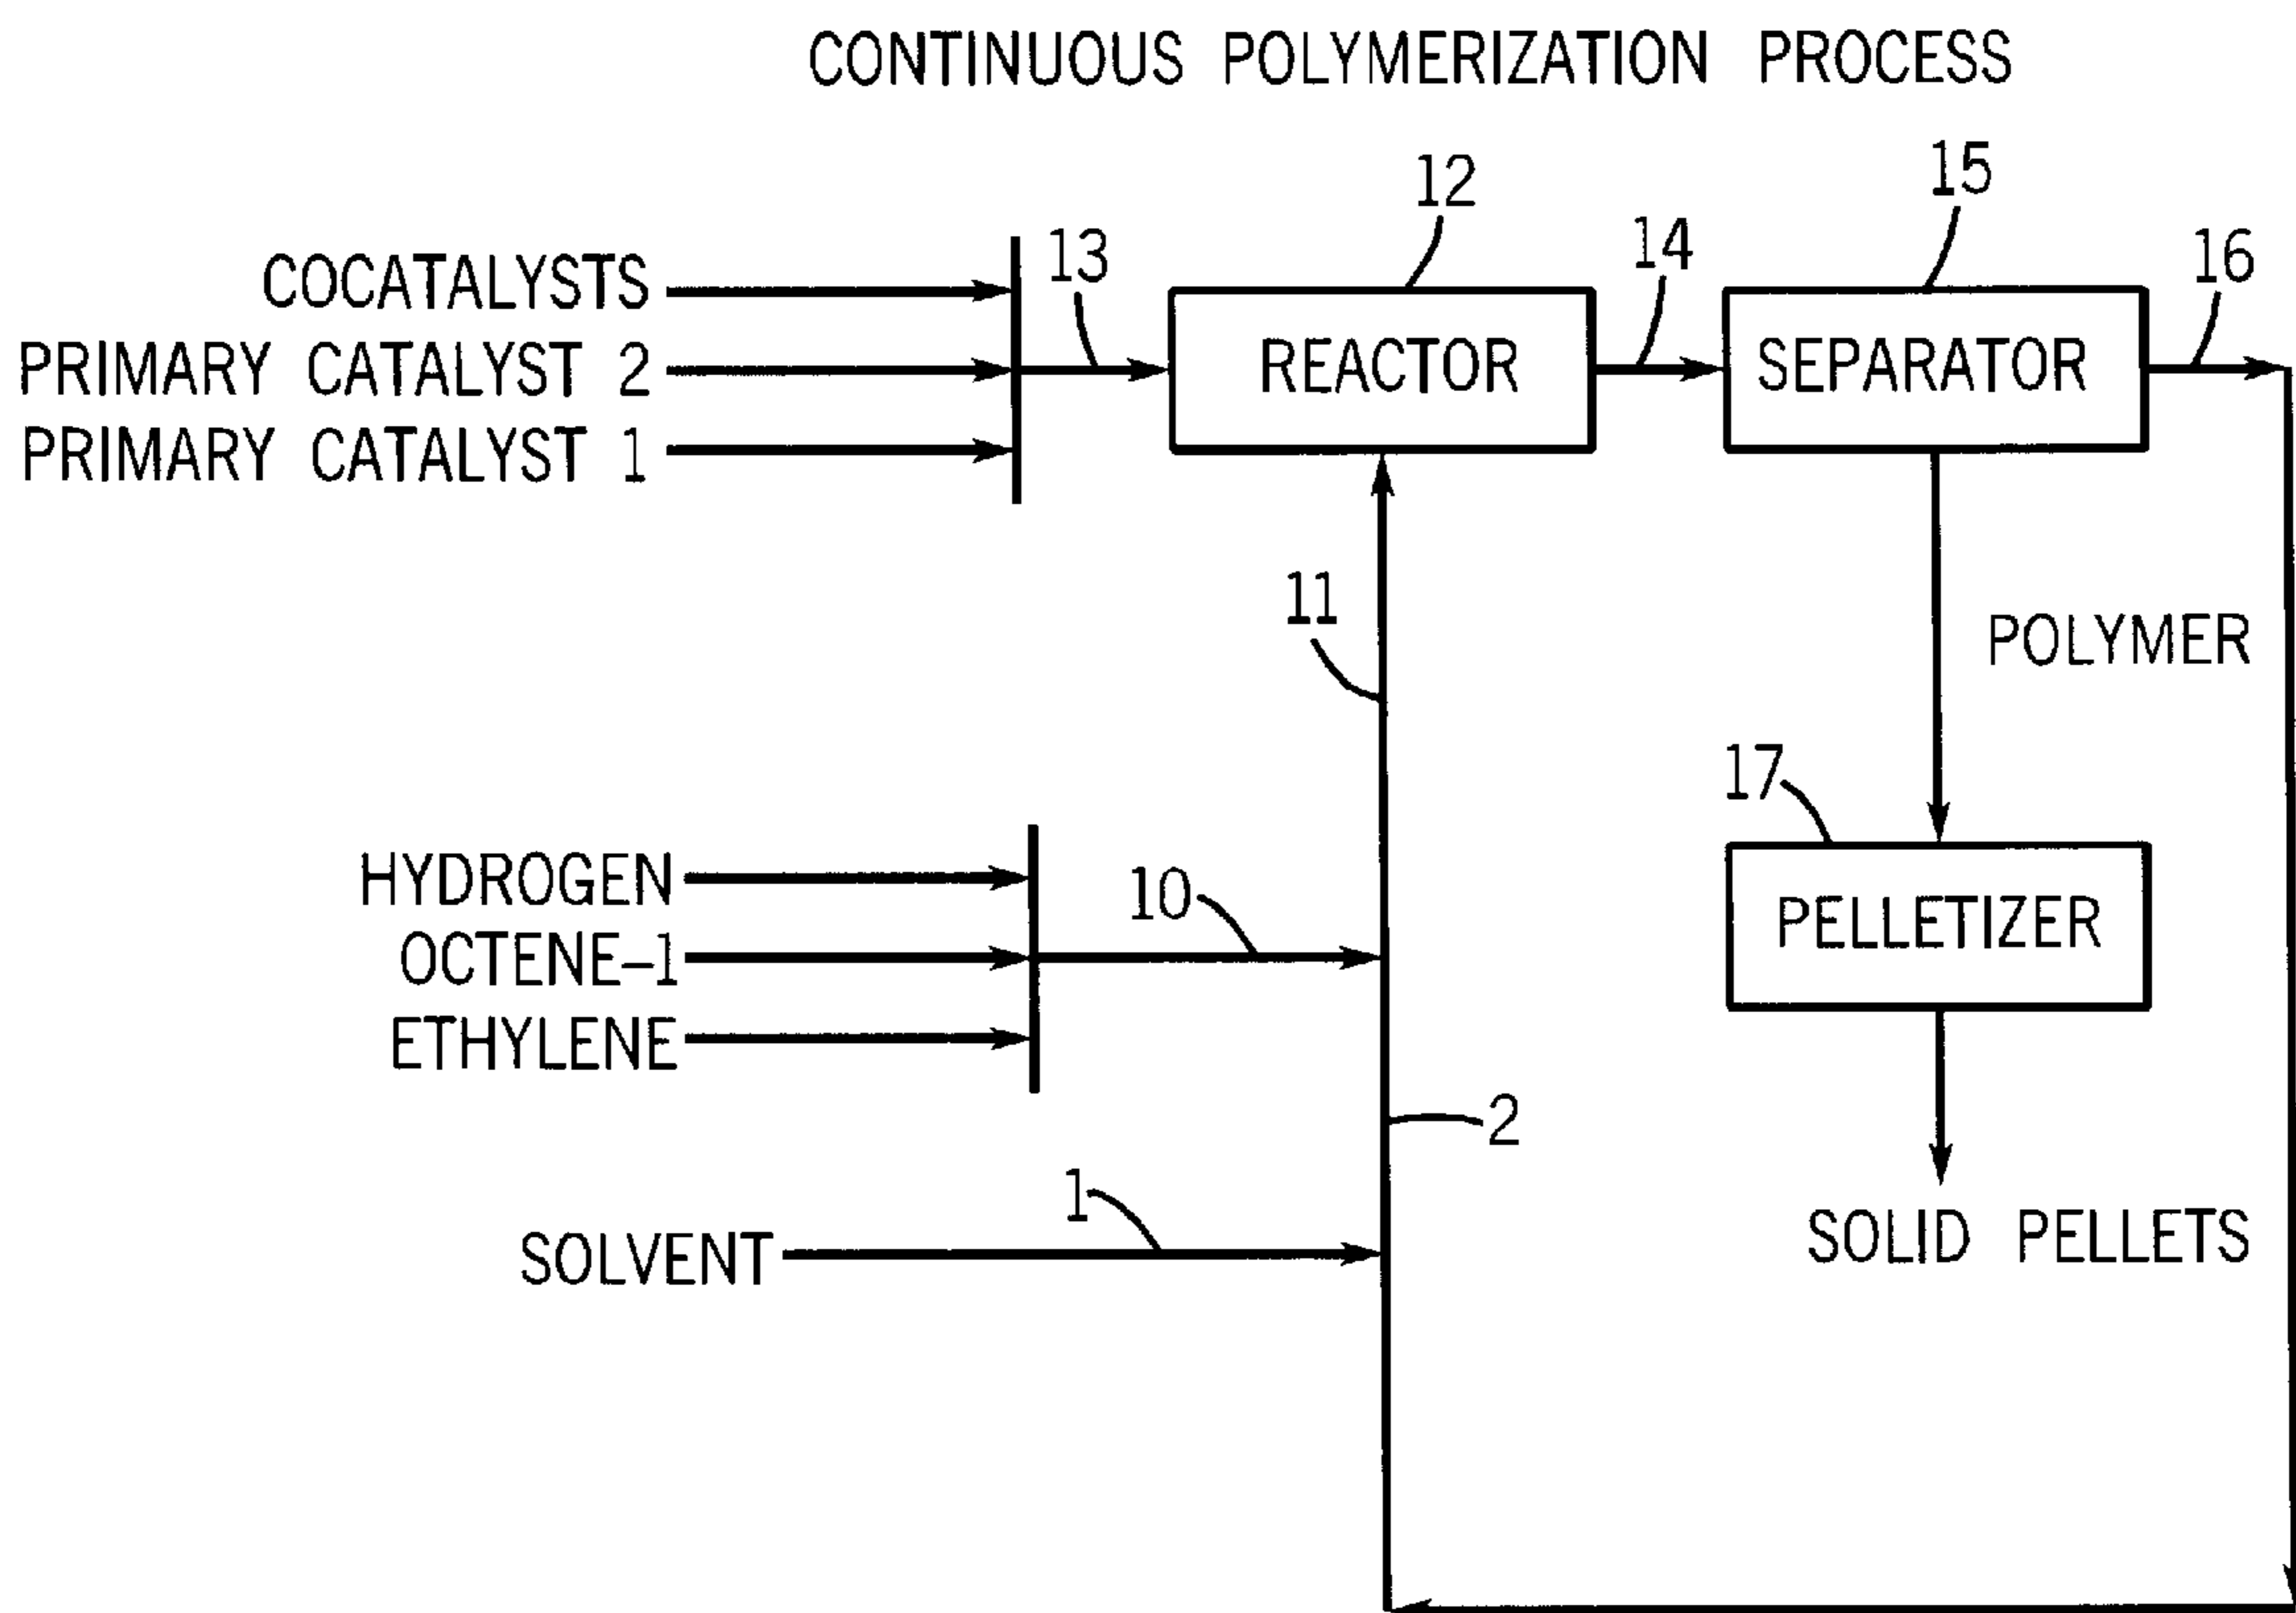 CONTINUOUS POLYMERIZATION PROCESS
12
15
13
14
16
COCATALYSTS
PRIMARY CATALYST 2
PRIMARY CATALYST 1
REACTOR
SEPARATOR
11
POLYMER
17
HYDROGEN
OCTENE-1
ETHYLENE
10
PELLETIZER
2
1
SOLVENT
SOLID PELLETS